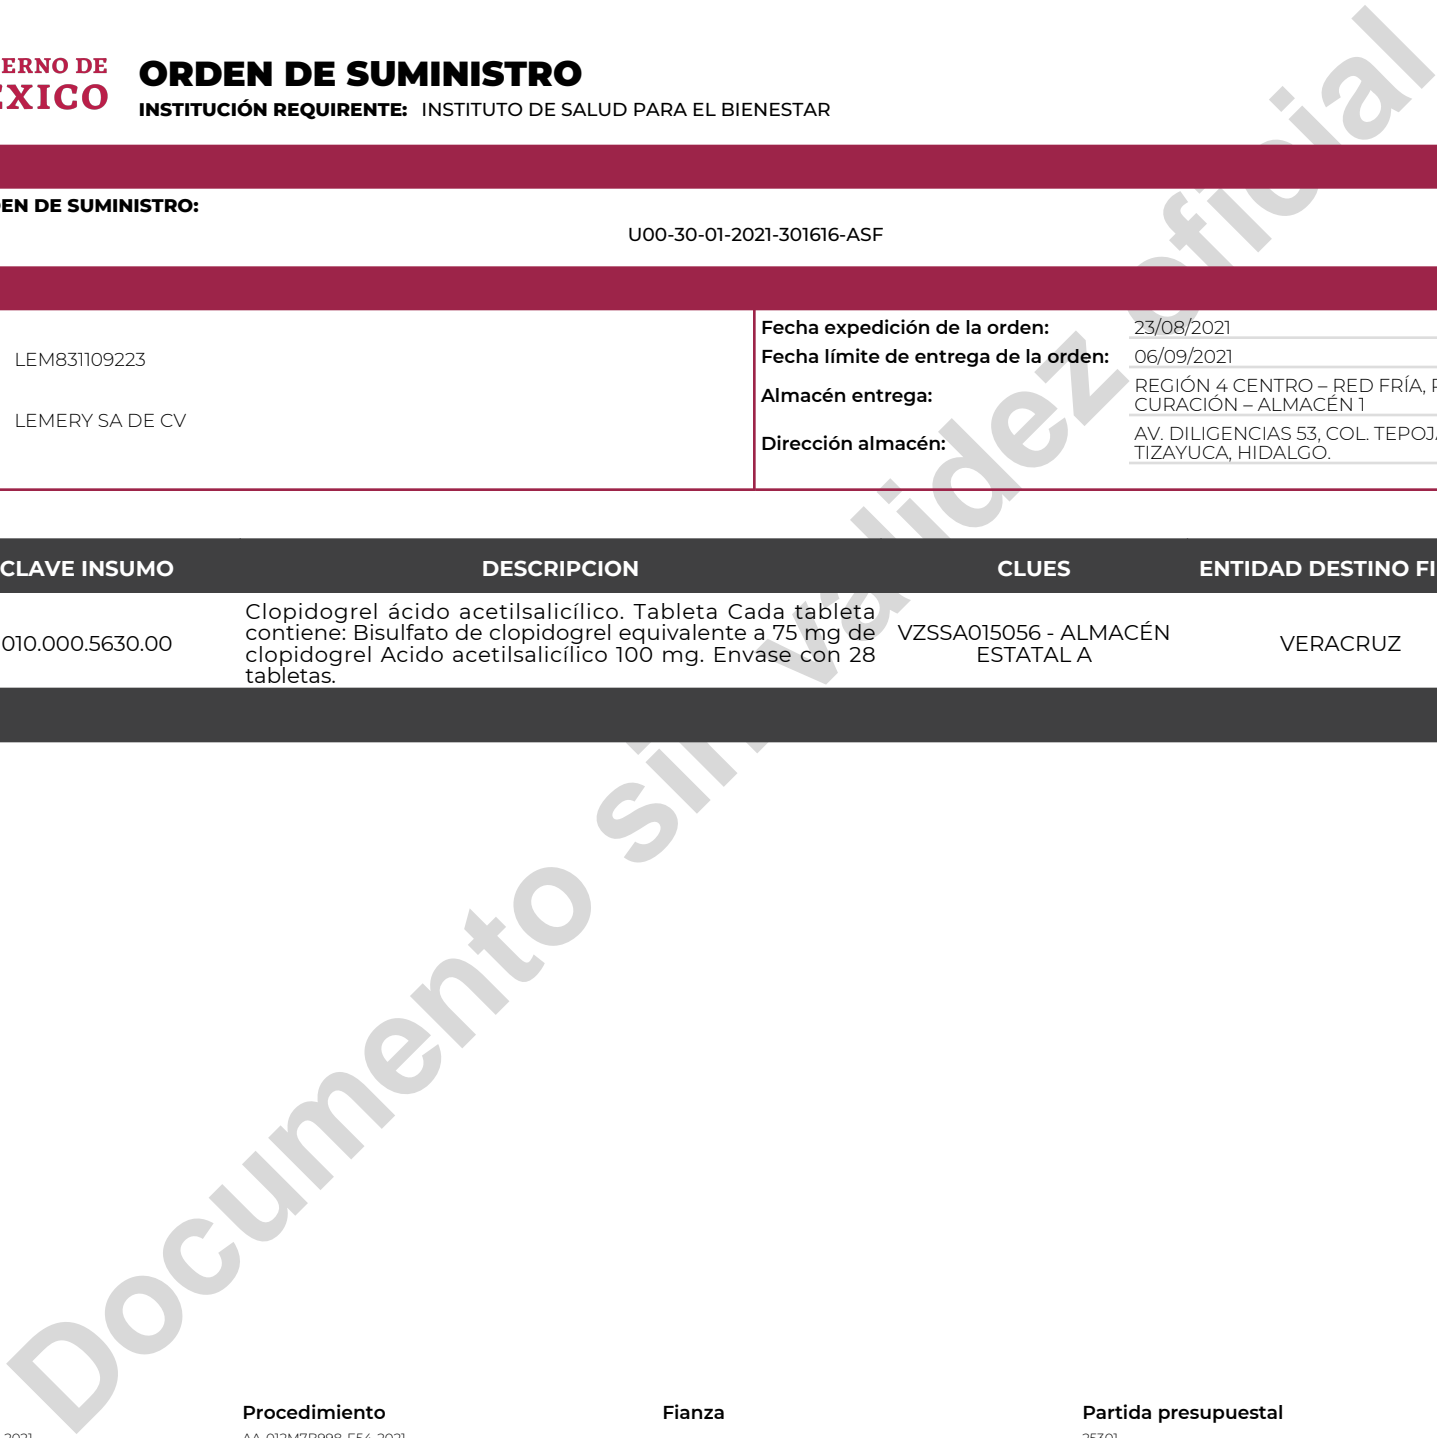 ERNO DE
EXICO
ORDEN DE SUMINISTRO
INSTITUCIÓN REQUIRENTE: INSTITUTO DE SALUD PARA EL BIENESTAR
EN DE SUMINISTRO:
U00-30-01-2021-301616-ASF
LEM831109223
LEMERY SA DE CV
Fecha expedición de la orden: 23/08/2021
Fecha límite de entrega de la orden: 06/09/2021
Almacén entrega: REGIÓN 4 CENTRO – RED FRÍA,
CURACIÓN – ALMACÉN 1
Dirección almacén: AV. DILIGENCIAS 53, COL. TEPOJ
TIZAYUCA, HIDALGO.
CLAVE INSUMO DESCRIPCION CLUES ENTIDAD DESTINO FI
010.000.5630.00
Clopidogrel ácido acetilsalicílico. Tableta Cada tableta
contiene: Bisulfato de clopidogrel equivalente a 75 mg de
clopidogrel Acido acetilsalicílico 100 mg. Envase con 28
tabletas.
VZSSA015056 - ALMACÉN
ESTATAL A
VERACRUZ
Documento sin validez oficial
Procedimiento Fianza Partida presupuestal